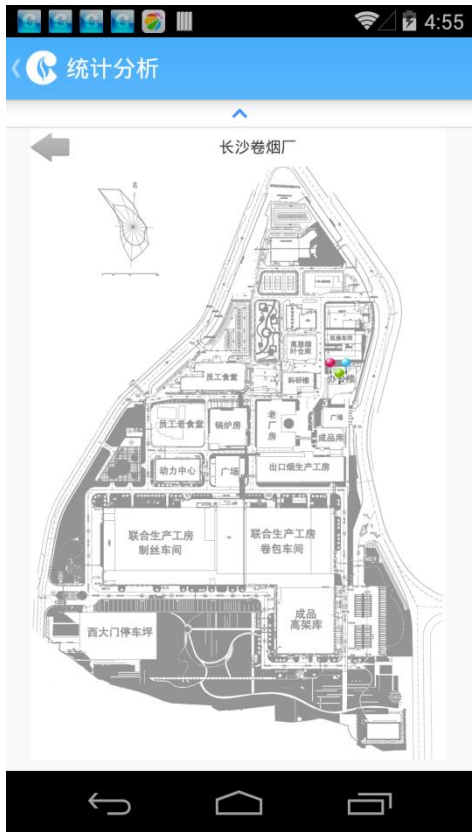 4:55
统计分析
长沙卷烟厂
北
机修车间
高层烟
叶仓库
科研楼
办公楼
员工食堂
员工老食堂
锅炉房
老
厂
房
广场
成品库
动力中心
广场
出口烟生产工房
联合生产工房
制丝车间
联合生产工房
卷包车间
成品
高架库
西大门停车坪